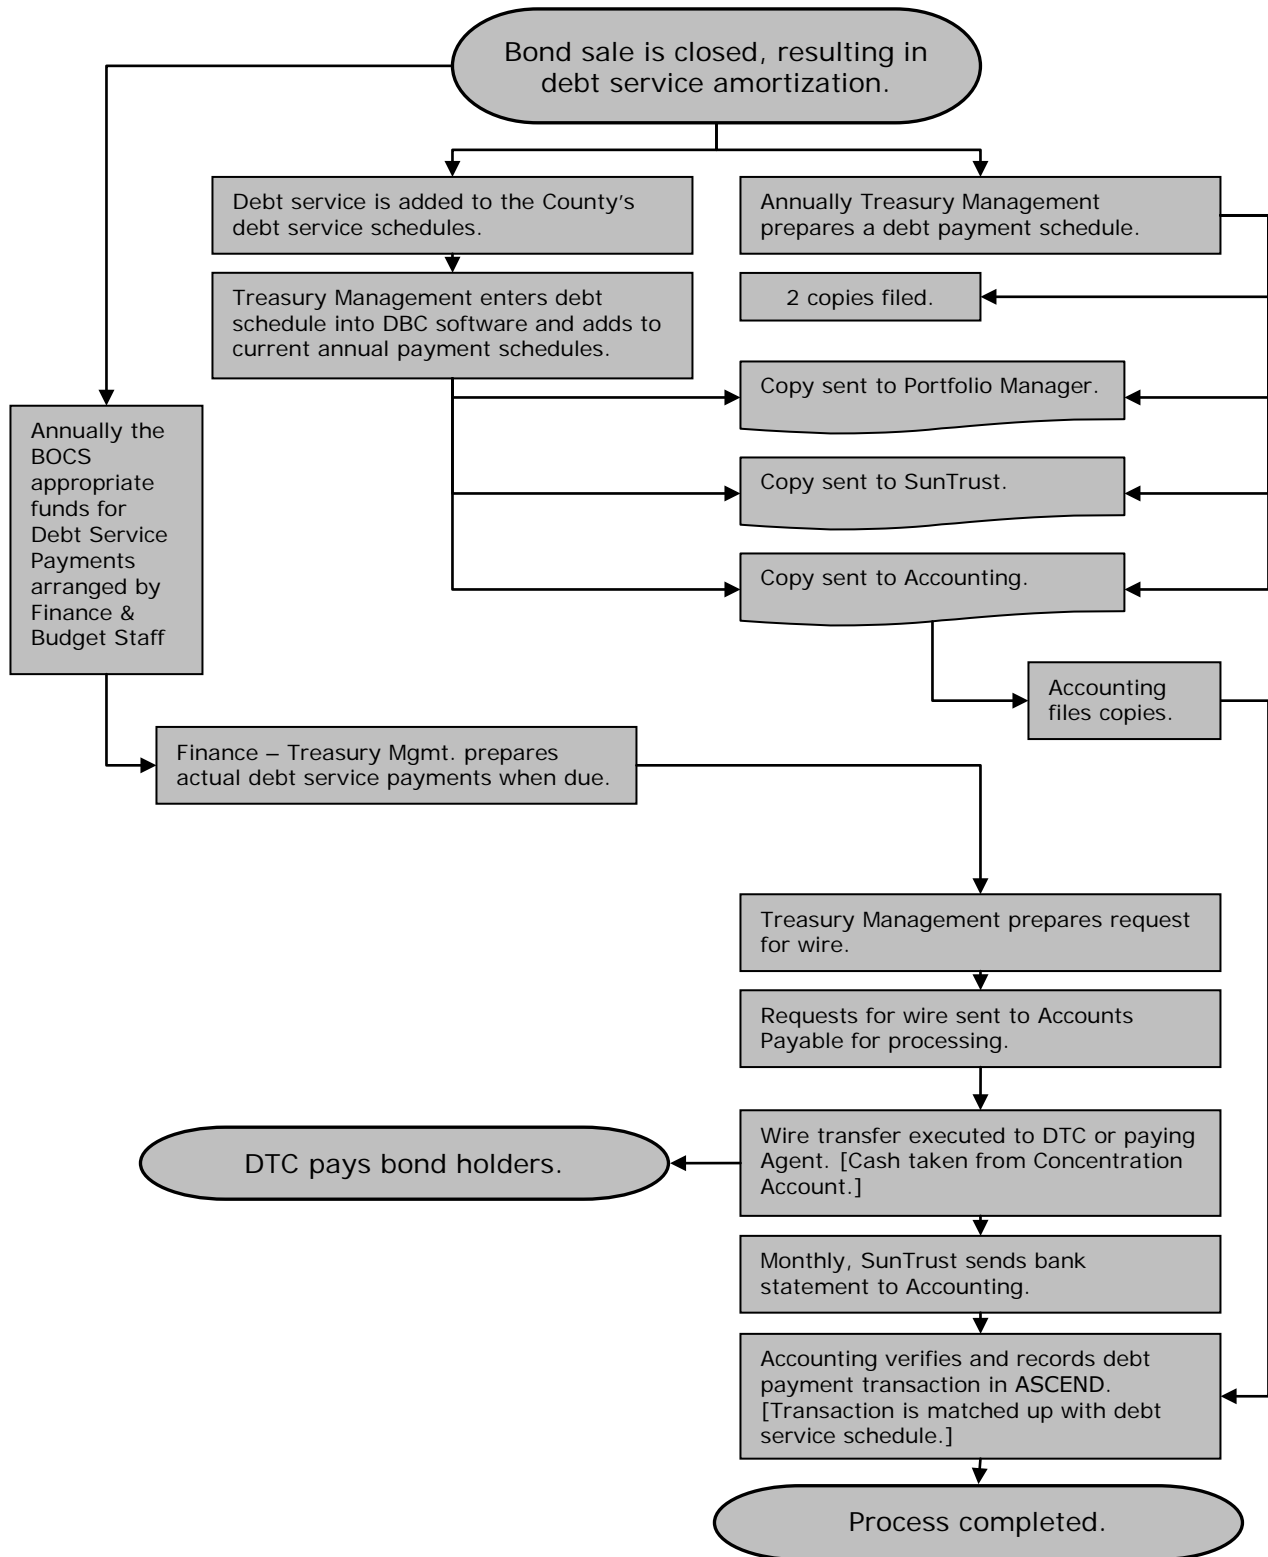 Bond sale is closed, resulting in
debt service amortization.
Debt service is added to the County's
debt service schedules.
Annually Treasury Management
prepares a debt payment schedule.
Treasury Management enters debt
schedule into DBC software and adds to
current annual payment schedules.
2 copies filed.
Copy sent to Portfolio Manager.
Annually the
BOCS
appropriate
funds for
Debt Service
Payments
arranged by
Finance &
Budget Staff
Copy sent to SunTrust.
Copy sent to Accounting.
Accounting
files copies.
Finance – Treasury Mgmt. prepares
actual debt service payments when due.
Treasury Management prepares request
for wire.
Requests for wire sent to Accounts
Payable for processing.
Wire transfer executed to DTC or paying
Agent. [Cash taken from Concentration
Account.]
DTC pays bond holders.
Monthly, SunTrust sends bank
statement to Accounting.
Accounting verifies and records debt
payment transaction in ASCEND.
[Transaction is matched up with debt
service schedule.]
Process completed.